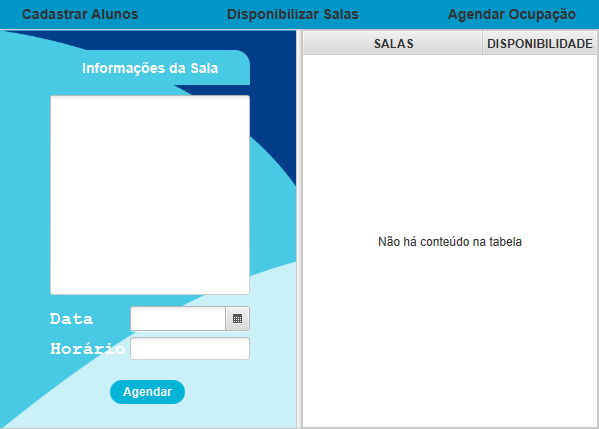 Cadastrar Alunos Disponibilizar Salas Agendar Ocupação
Informações da Sala
Data
Horário
Agendar
SALAS DISPONIBILIDADE
Não há conteúdo na tabela